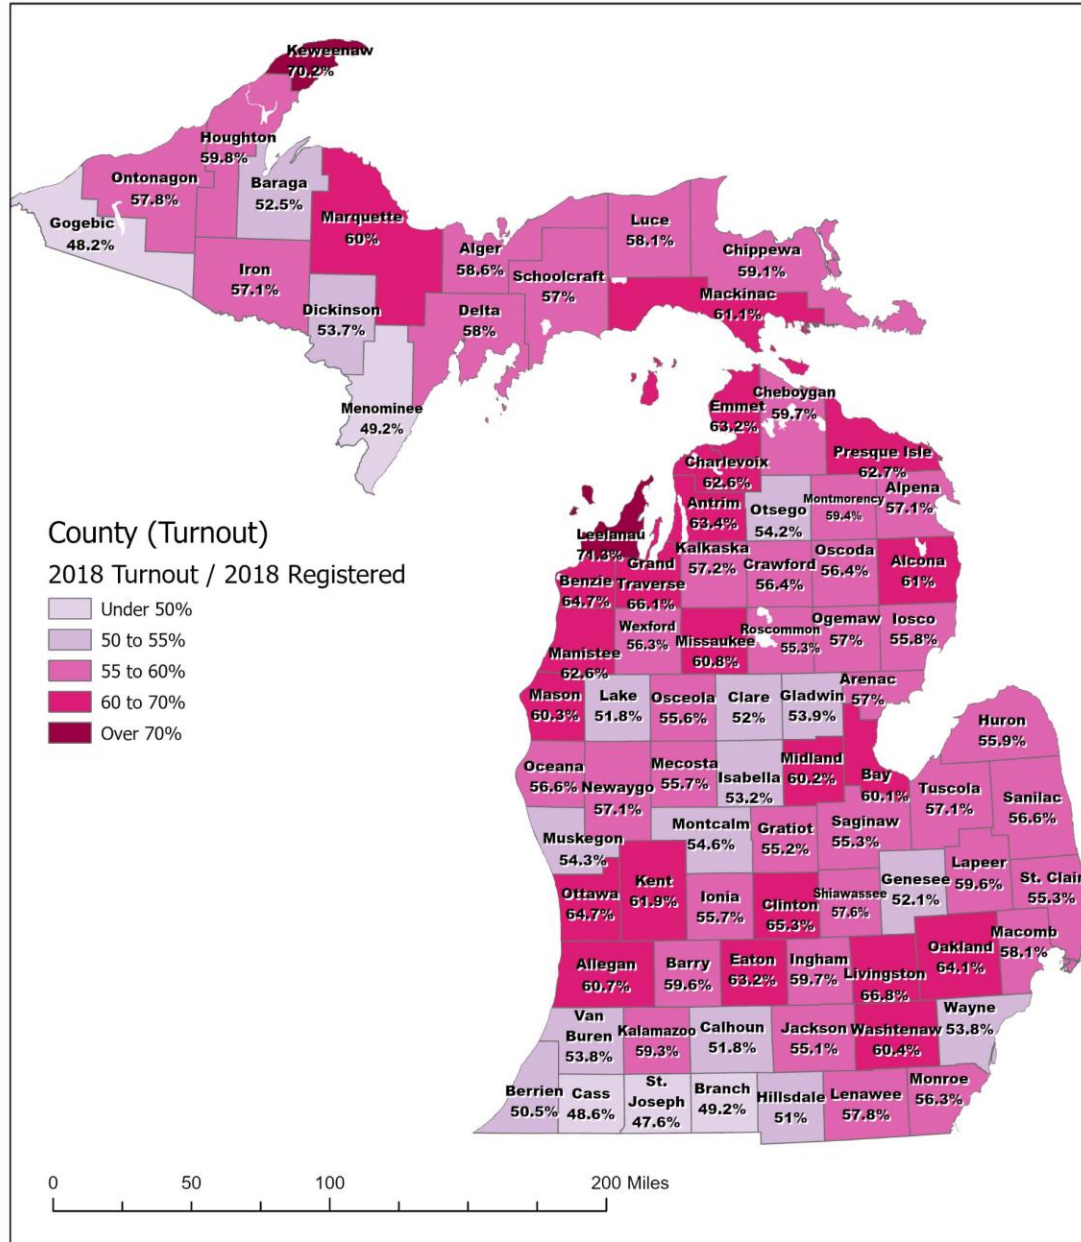 Keweenaw
70.2%
Houghton
59.8%
Ontonagon
57.8%
Baraga
52.5%
Gogebic
48.2%
Marquette
60%
Iron
57.1%
Dickinson
53.7%
Menominee
49.2%
Alger
58.6%
Delta
58%
Schoolcraft
57%
Luce
58.1%
Chippewa
59.1%
Mackinac
61.1%
Emmet
63.2%
Cheboygan
59.7%
Presque Isle
62.7%
Charlevoix
62.6%
Antrim
63.4%
Otsego
54.2%
Montmorency
59.4%
Alpena
57.1%
Leelanau
71.3%
Benzie
64.7%
Grand
Traverse
66.1%
Kalkaska
57.2%
Crawford
56.4%
Oscoda
56.4%
Alcona
61%
Manistee
62.6%
Wexford
56.3%
Missaukee
60.8%
Roscommon
55.3%
Ogemaw
57%
Iosco
55.8%
Mason
60.3%
Lake
51.8%
Osceola
55.6%
Clare
52%
Gladwin
53.9%
Arenac
57%
Huron
55.9%
Oceana
56.6%
Newaygo
57.1%
Mecosta
55.7%
Isabella
53.2%
Midland
60.2%
Bay
60.1%
Tuscola
57.1%
Sanilac
56.6%
Muskegon
54.3%
Montcalm
54.6%
Gratiot
55.2%
Saginaw
55.3%
Genesee
52.1%
Lapeer
59.6%
St. Clair
55.3%
Ottawa
64.7%
Kent
61.9%
Ionia
55.7%
Clinton
65.3%
Shiawassee
57.6%
Allegan
60.7%
Barry
59.6%
Eaton
63.2%
Ingham
59.7%
Livingston
66.8%
Oakland
64.1%
Macomb
58.1%
Van
Buren
53.8%
Kalamazoo
59.3%
Calhoun
51.8%
Jackson
55.1%
Washtenaw
60.4%
Wayne
53.8%
Berrien
50.5%
Cass
48.6%
St.
Joseph
47.6%
Branch
49.2%
Hillsdale
51%
Lenawee
57.8%
Monroe
56.3%
County (Turnout)
2018 Turnout / 2018 Registered
Under 50%
50 to 55%
55 to 60%
60 to 70%
Over 70%
0 50 100 200 Miles